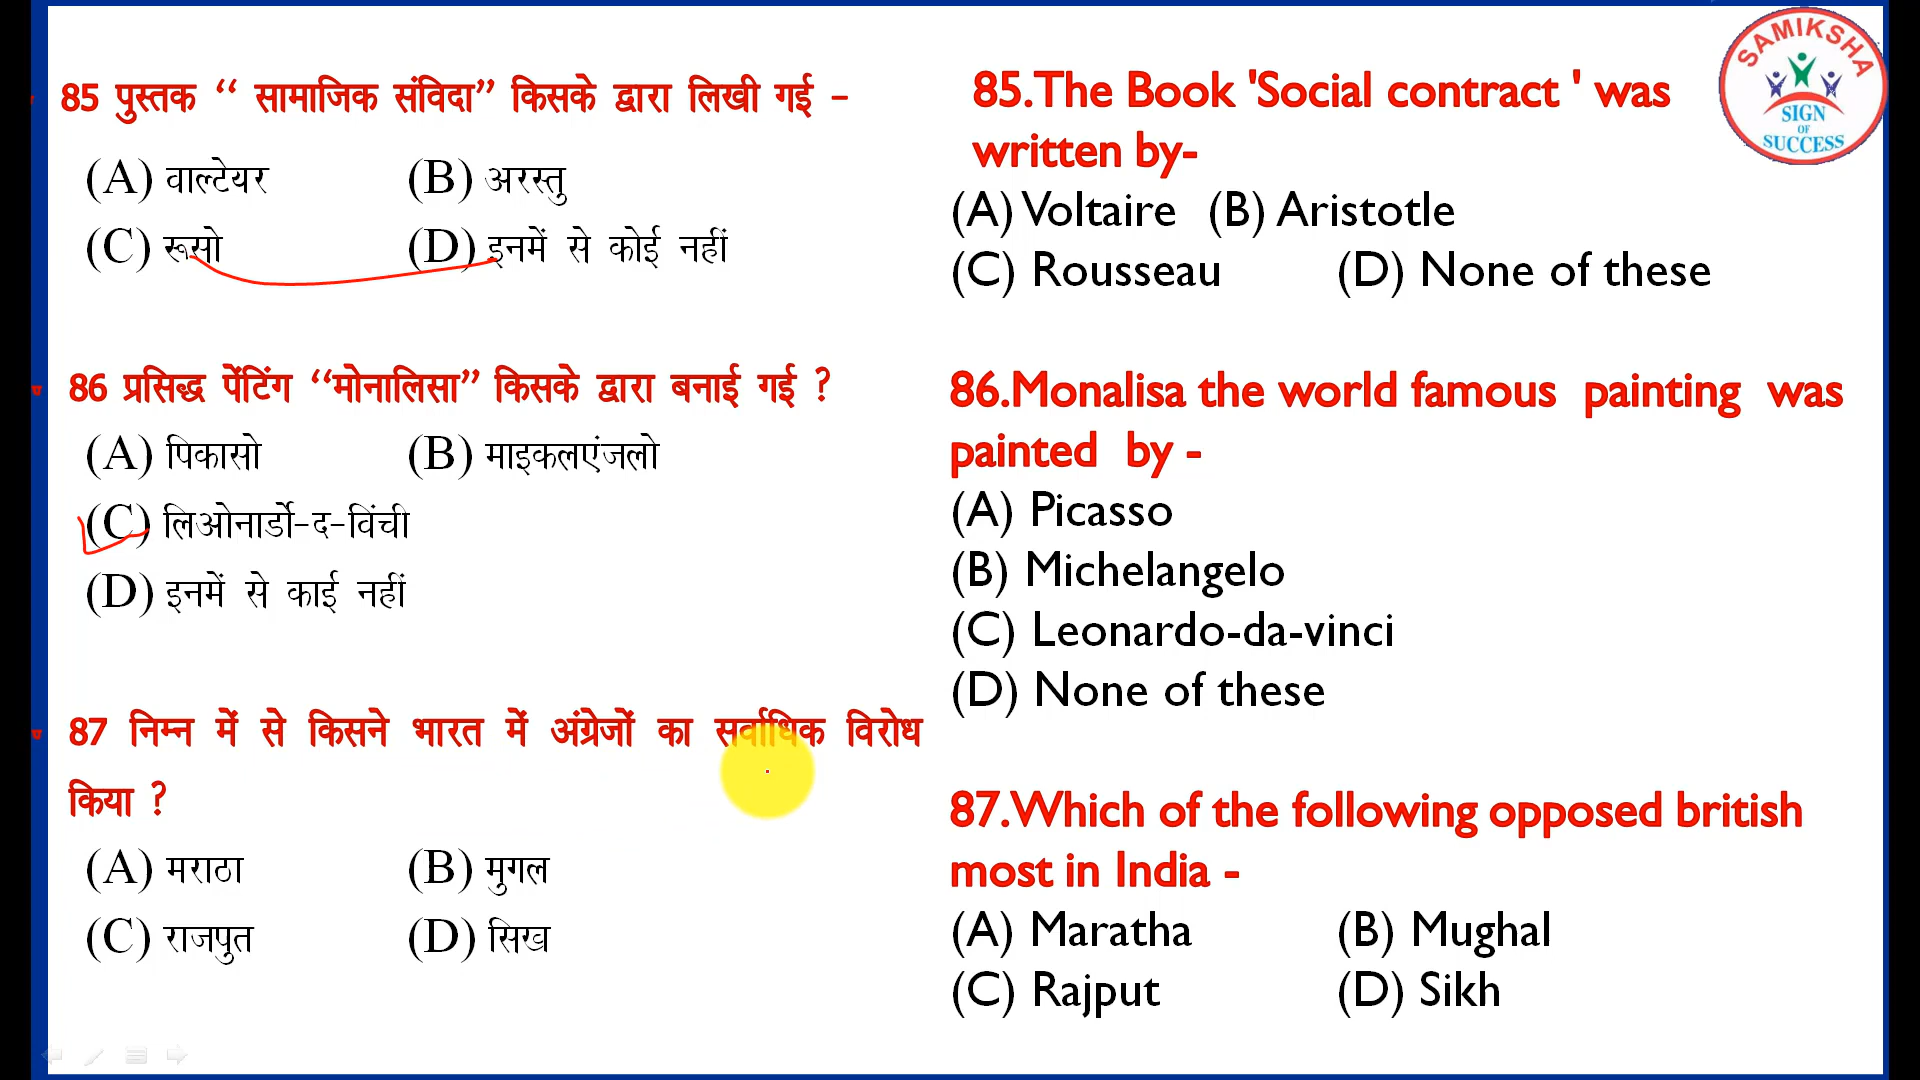 85 पुस्तक “ सामाजिक संविदा” किसके द्वारा लिखी गई –
(A) वाल्टेयर (B) अरस्तु
(C) रूसो (D) इनमें से कोई नहीं
86 प्रसिद्ध पेंटिंग “मोनालिसा” किसके द्वारा बनाई गई ?
(A) पिकासो (B) माइकलएंजलो
(C) लिओनार्डो-द-विंची
(D) इनमें से काई नहीं
87 निम्न में से किसने भारत में अंग्रेजों का सर्वाधिक विरोध
किया ?
(A) मराठा (B) मुगल
(C) राजपुत (D) सिख
85.The Book 'Social contract ' was
written by-
(A) Voltaire (B) Aristotle
(C) Rousseau (D) None of these
86.Monalisa the world famous painting was
painted by -
(A) Picasso
(B) Michelangelo
(C) Leonardo-da-vinci
(D) None of these
87.Which of the following opposed british
most in India -
(A) Maratha (B) Mughal
(C) Rajput (D) Sikh
SAMIKSHA
SIGN
OF
SUCCESS